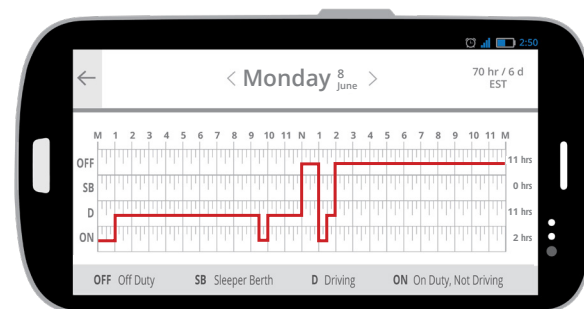 2:50
Monday 8 June
70 hr / 6 d
EST
M 1 2 3 4 5 6 7 8 9 10 11 N 1 2 3 4 5 6 7 8 9 10 11 M
OFF 11 hrs
SB 0 hrs
D 11 hrs
ON 2 hrs
OFF Off Duty SB Sleeper Berth D Driving ON On Duty, Not Driving